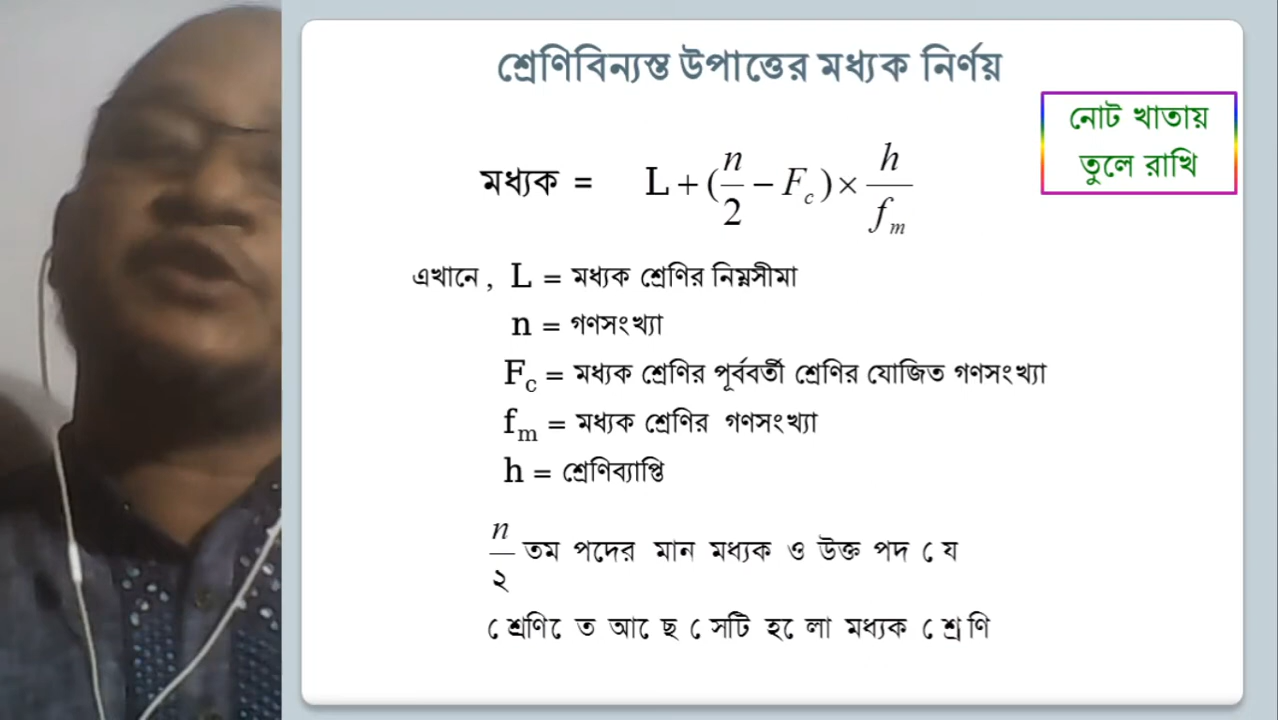 শ্রেণিবিন্যস্ত উপাত্তের মধ্যক নির্ণয়
নোট খাতায়
তুলে রাখি
মধ্যক = L + (n/2 − F_c) × h/f_m
এখানে , L = মধ্যক শ্রেণির নিম্নসীমা
n = গণসংখ্যা
F_c = মধ্যক শ্রেণির পূর্ববর্তী শ্রেণির যোজিত গণসংখ্যা
f_m = মধ্যক শ্রেণির গণসংখ্যা
h = শ্রেণিব্যাপ্তি
n/২ তম পদের মান মধ্যক ও উক্ত পদ যে
শ্রেণিতে আছে সেটি হলো মধ্যক শ্রেণি